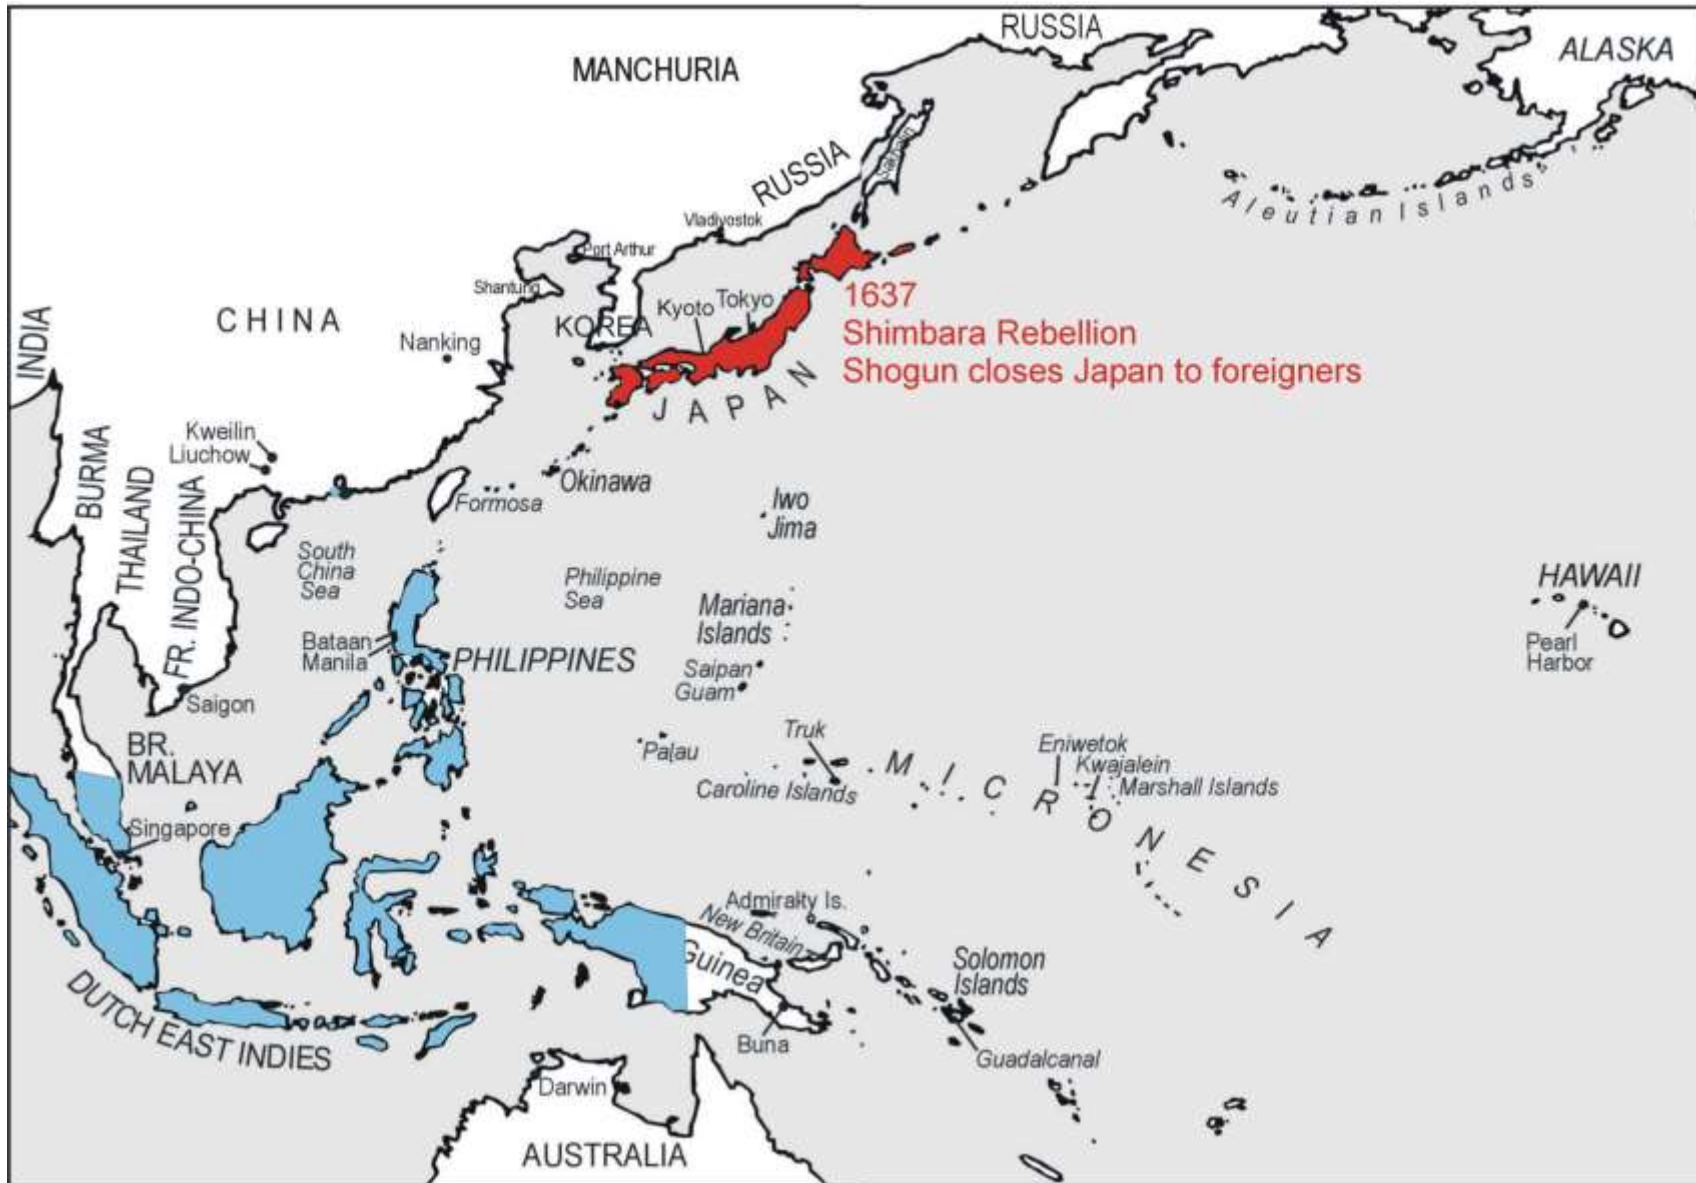 RUSSIA
ALASKA
MANCHURIA
RUSSIA
Sakhalin
Aleutian Islands
Vladivostok
Port Arthur
Shantung
CHINA
INDIA
Nanking
KOREA
Kyoto
Tokyo
1637
Shimbara Rebellion
Shogun closes Japan to foreigners
JAPAN
Kweilin
Liuchow
BURMA
THAILAND
FR. INDO-CHINA
Formosa
Okinawa
Iwo
Jima
South
China
Sea
Philippine
Sea
Mariana
Islands
HAWAII
Pearl
Harbor
Bataan
Manila
PHILIPPINES
Saipan
Guam
Saigon
BR.
MALAYA
Palau
Truk
Caroline Islands
MICRONESIA
Eniwetok
Kwajalein
Marshall Islands
Singapore
Admiralty Is.
New Britain
Guinea
Solomon
Islands
DUTCH EAST INDIES
Buna
Guadalcanal
Darwin
AUSTRALIA